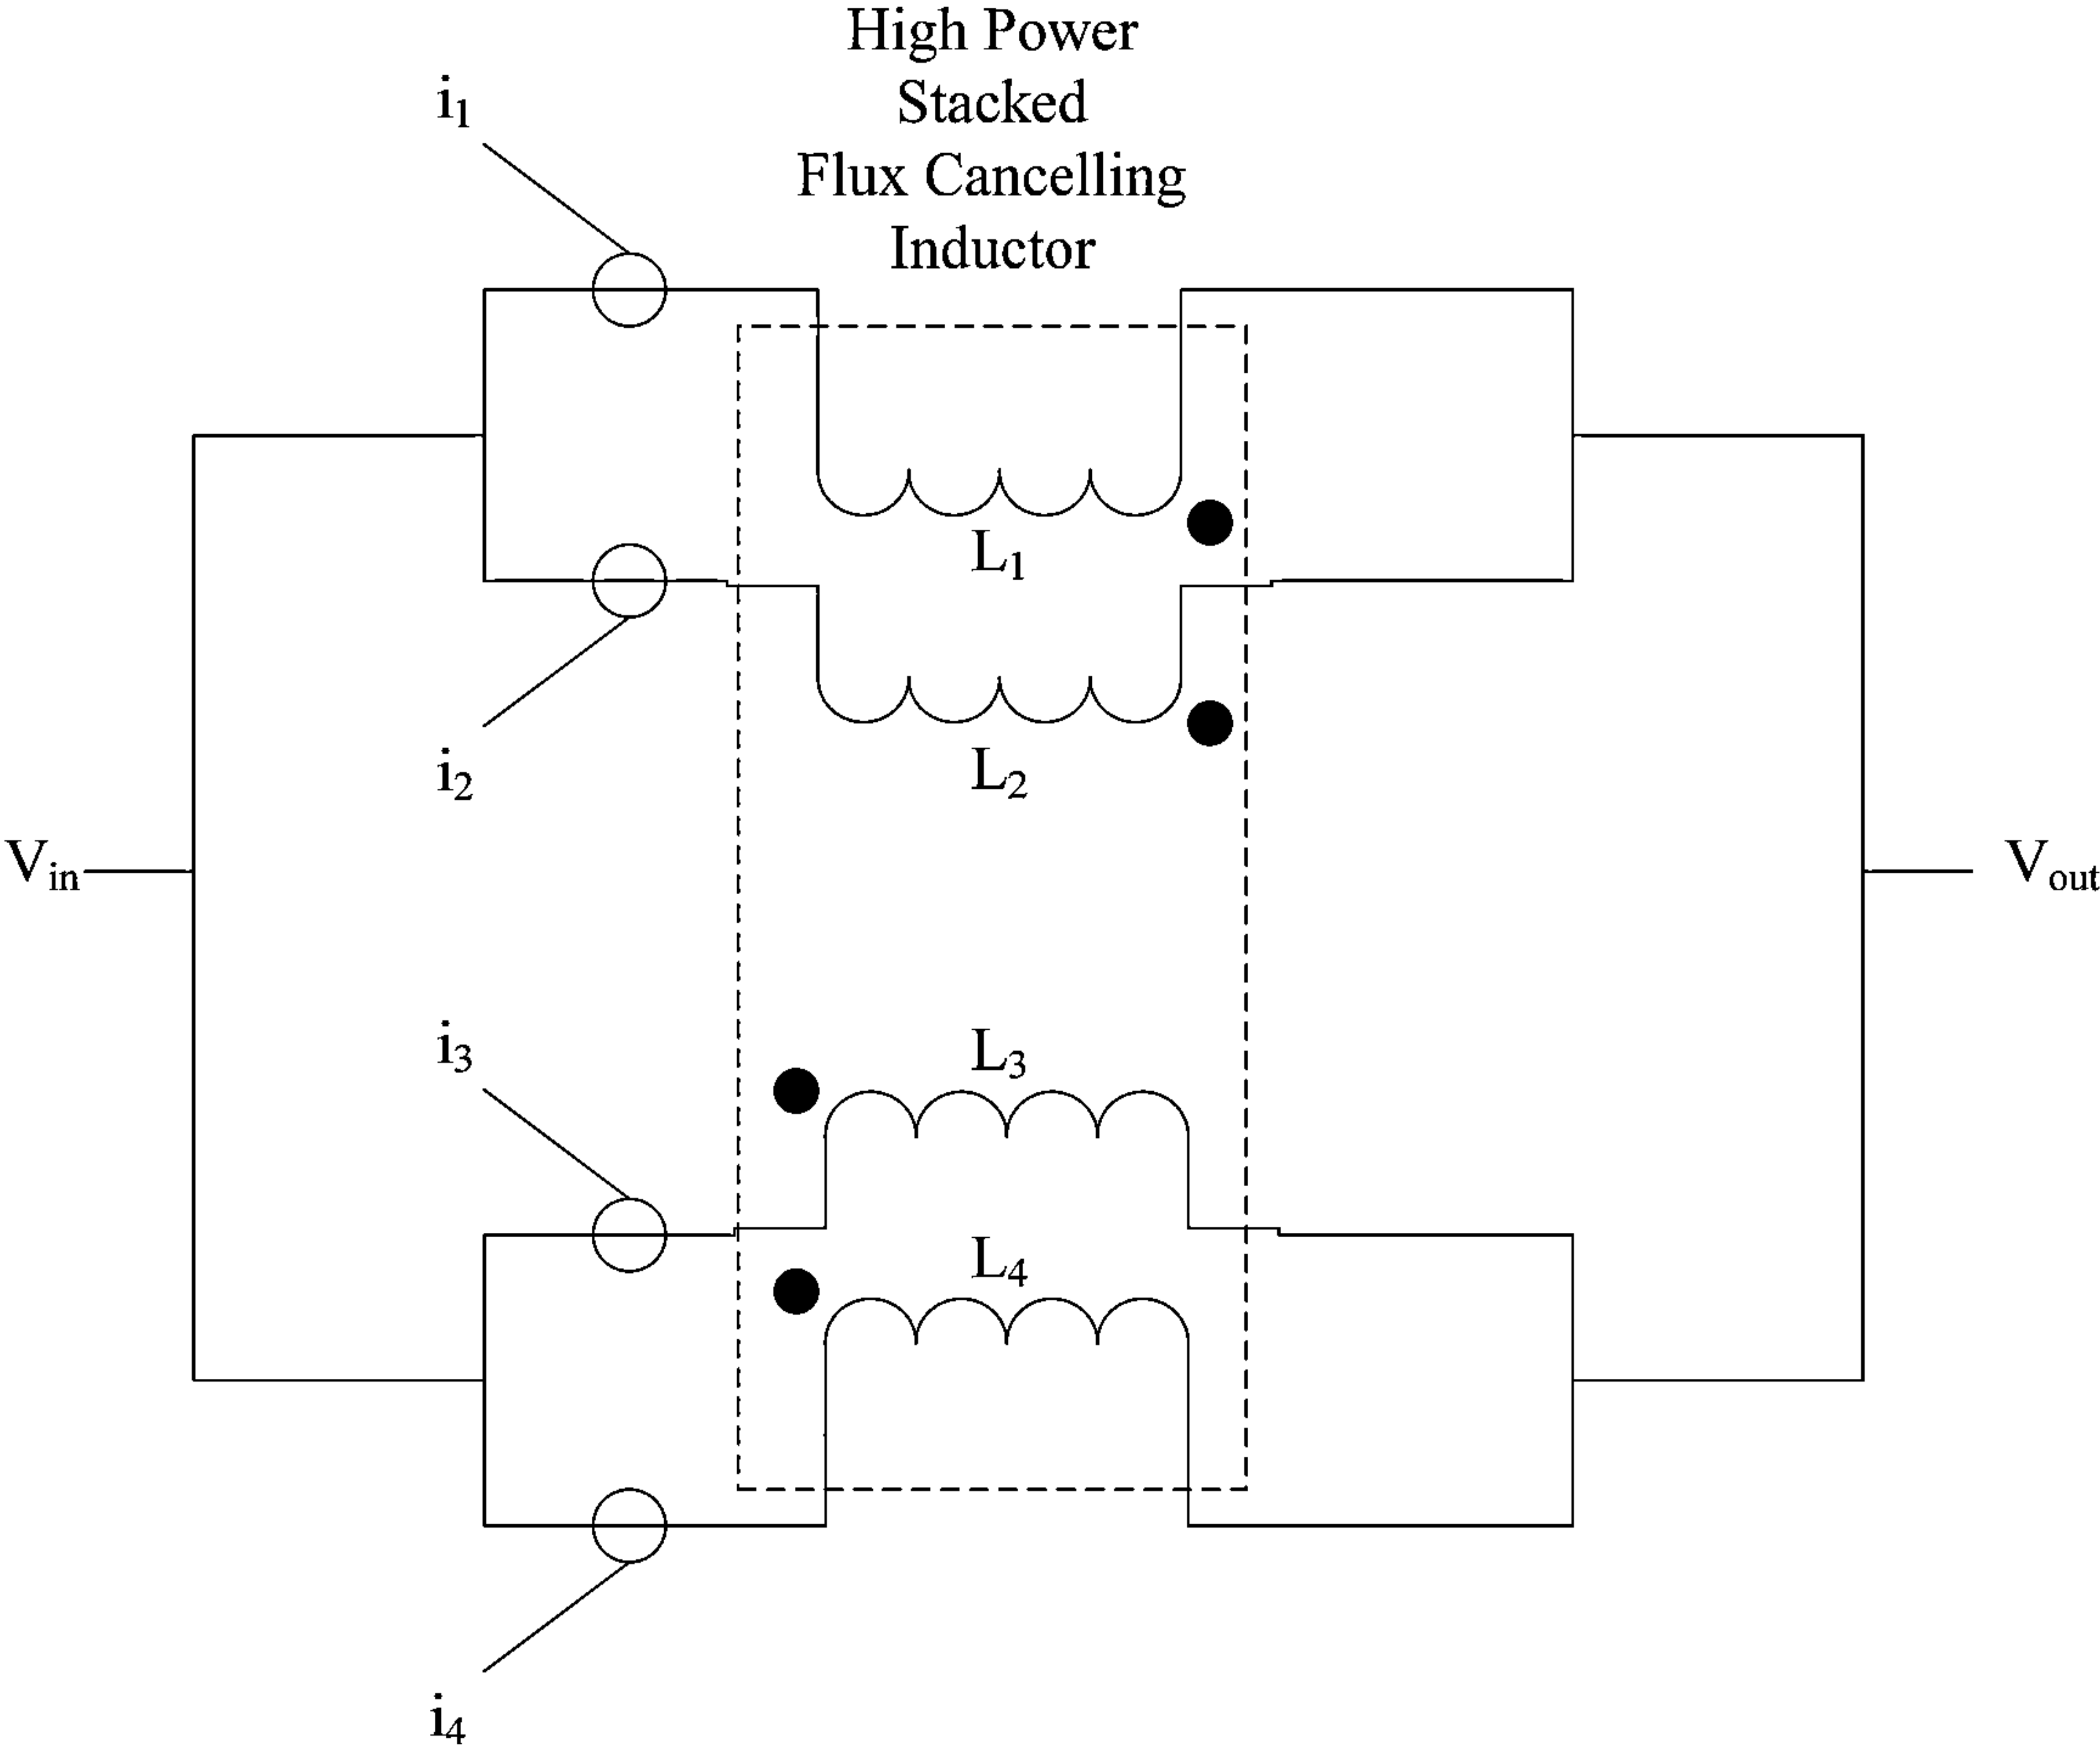 High Power
Stacked
Flux Cancelling
Inductor
i1
L1
i2
L2
Vin
Vout
i3
L3
L4
i4